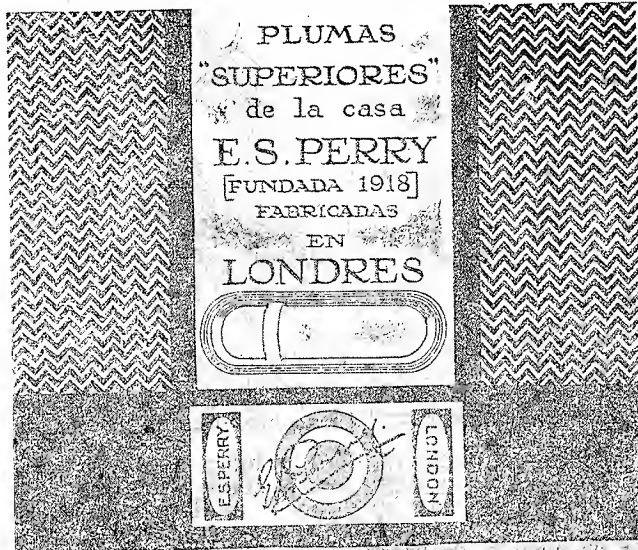 PLUMAS
"SUPERIORES"
de la casa
E.S. PERRY
[FUNDADA 1918]
FABRICADAS
EN
LONDRES
E.S.PERRY.
LONDON